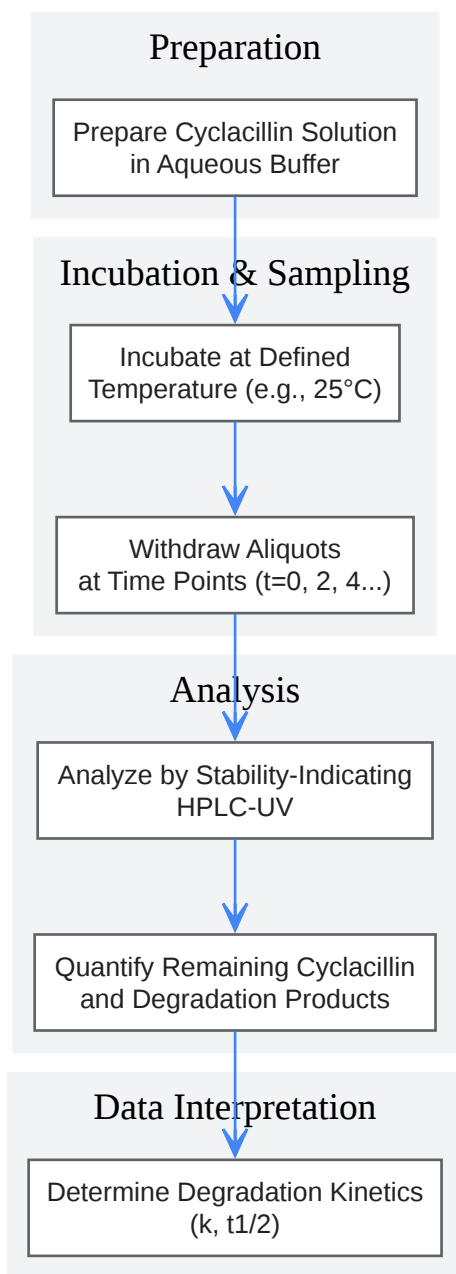 Preparation
Prepare Cyclacillin Solution
in Aqueous Buffer
Incubation & Sampling
Incubate at Defined
Temperature (e.g., 25°C)
Withdraw Aliquots
at Time Points (t=0, 2, 4...)
Analysis
Analyze by Stability-Indicating
HPLC-UV
Quantify Remaining Cyclacillin
and Degradation Products
Data Interpretation
Determine Degradation Kinetics
(k, t1/2)